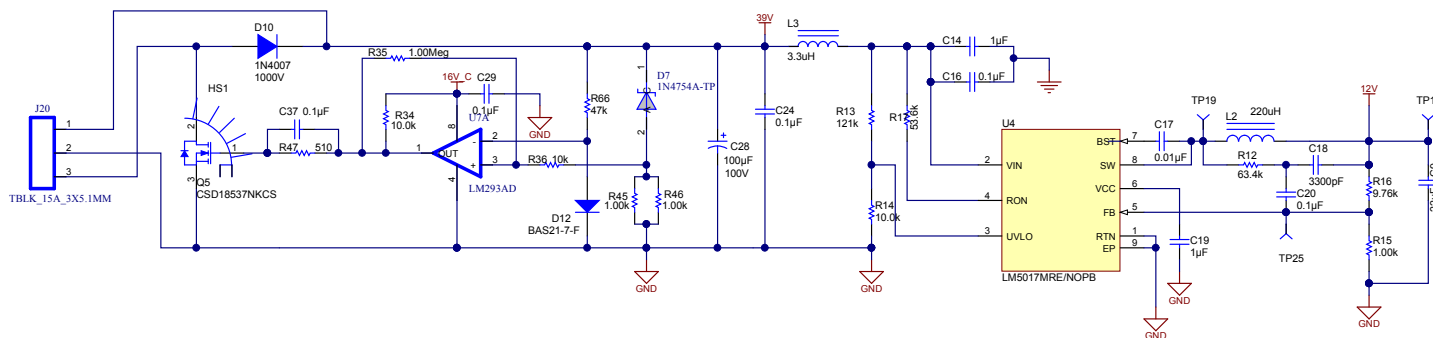 J20
1
2
3
TBLK_15A_3X5.1MM
D10
1N4007
1000V
HS1
2
1
3
Q5
CSD18537NKCS
C37
0.1µF
R47
510
R35
1.00Meg
16V_C
C29
0.1µF
GND
R34
10.0k
U7A
8
OUT
1
2
3
4
-
+
LM293AD
R36
10k
R66
47k
D12
BAS21-7-F
1
D7
1N4754A-TP
2
R45
1.00k
R46
1.00k
GND
C28
100µF
100V
+
39V
C24
0.1µF
L3
3.3uH
R13
121k
R17
53.6k
R14
10.0k
GND
C14
1µF
C16
0.1µF
U4
2
VIN
4
RON
3
UVLO
BST
7
SW
8
VCC
6
FB
5
RTN
1
EP
9
LM5017MRE/NOPB
C17
0.01µF
C19
1µF
GND
GND
TP19
L2
220uH
R12
63.4k
C18
3300pF
C20
0.1µF
TP25
12V
R16
9.76k
R15
1.00k
GND
TP1